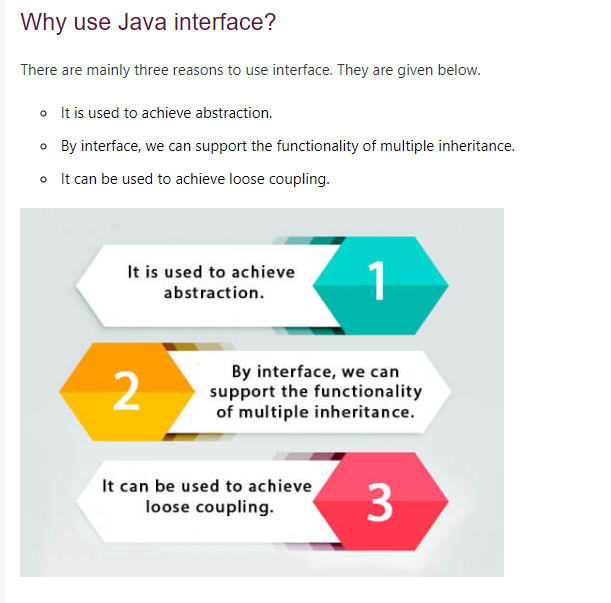 Why use Java interface?
There are mainly three reasons to use interface. They are given below.
It is used to achieve abstraction.
By interface, we can support the functionality of multiple inheritance.
It can be used to achieve loose coupling.
It is used to achieve
abstraction.
1
2
By interface, we can
support the functionality
of multiple inheritance.
It can be used to achieve
loose coupling.
3